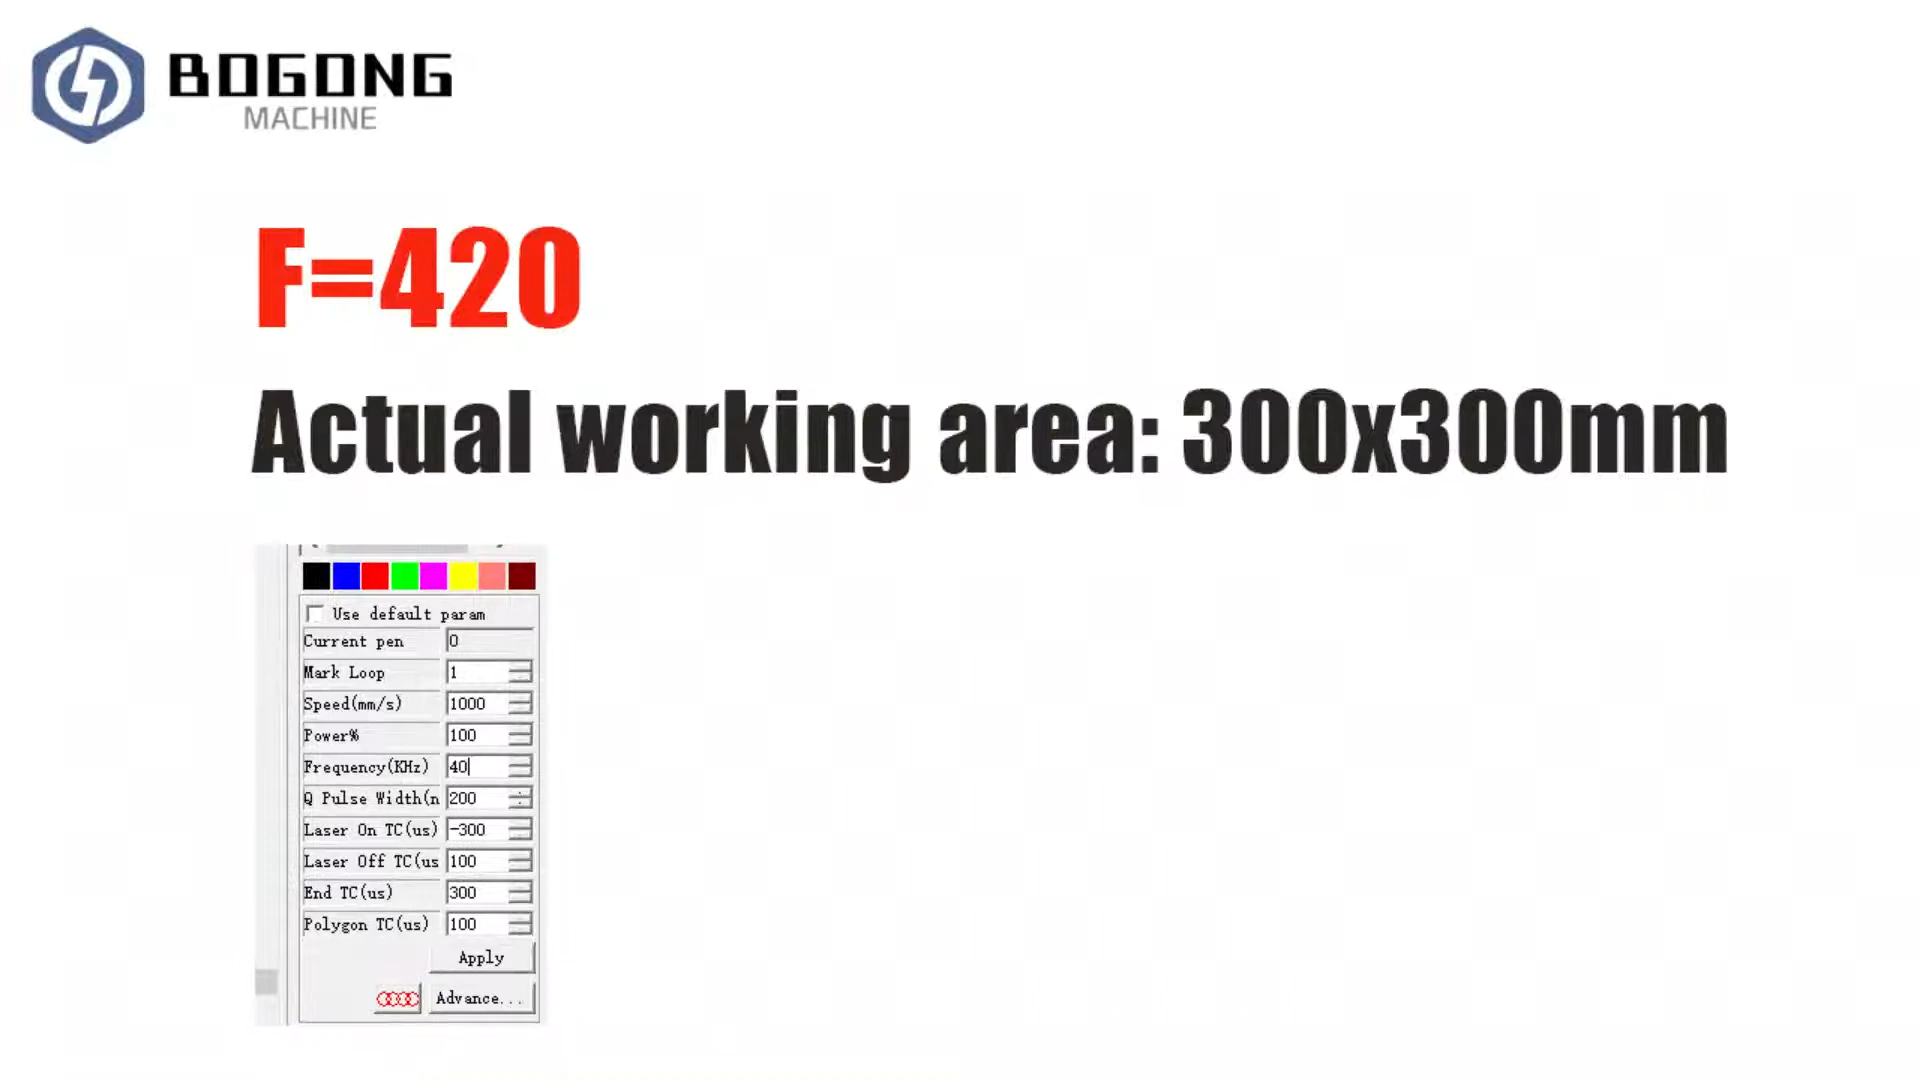 BOGONG
MACHINE
F=420
Actual working area: 300x300mm
Use default param
Current pen 0
Mark Loop 1
Speed(mm/s) 1000
Power% 100
Frequency(KHz) 40
Q Pulse Width(n 200
Laser On TC(us) -300
Laser Off TC(us 100
End TC(us) 300
Polygon TC(us) 100
Apply
Advance...